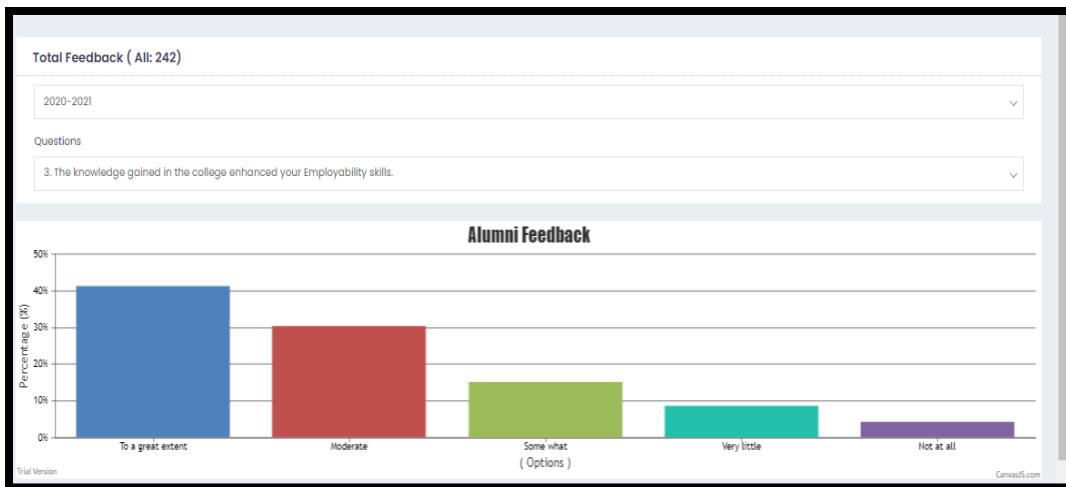 Total Feedback ( All: 242)
2020-2021
Questions
3. The knowledge gained in the college enhanced your Employability skills.
Alumni Feedback
Percentage (%)
50%
40%
30%
20%
10%
0%
To a great extent Moderate Some what Very little Not at all
( Options )
Trial Version CanvasJS.com